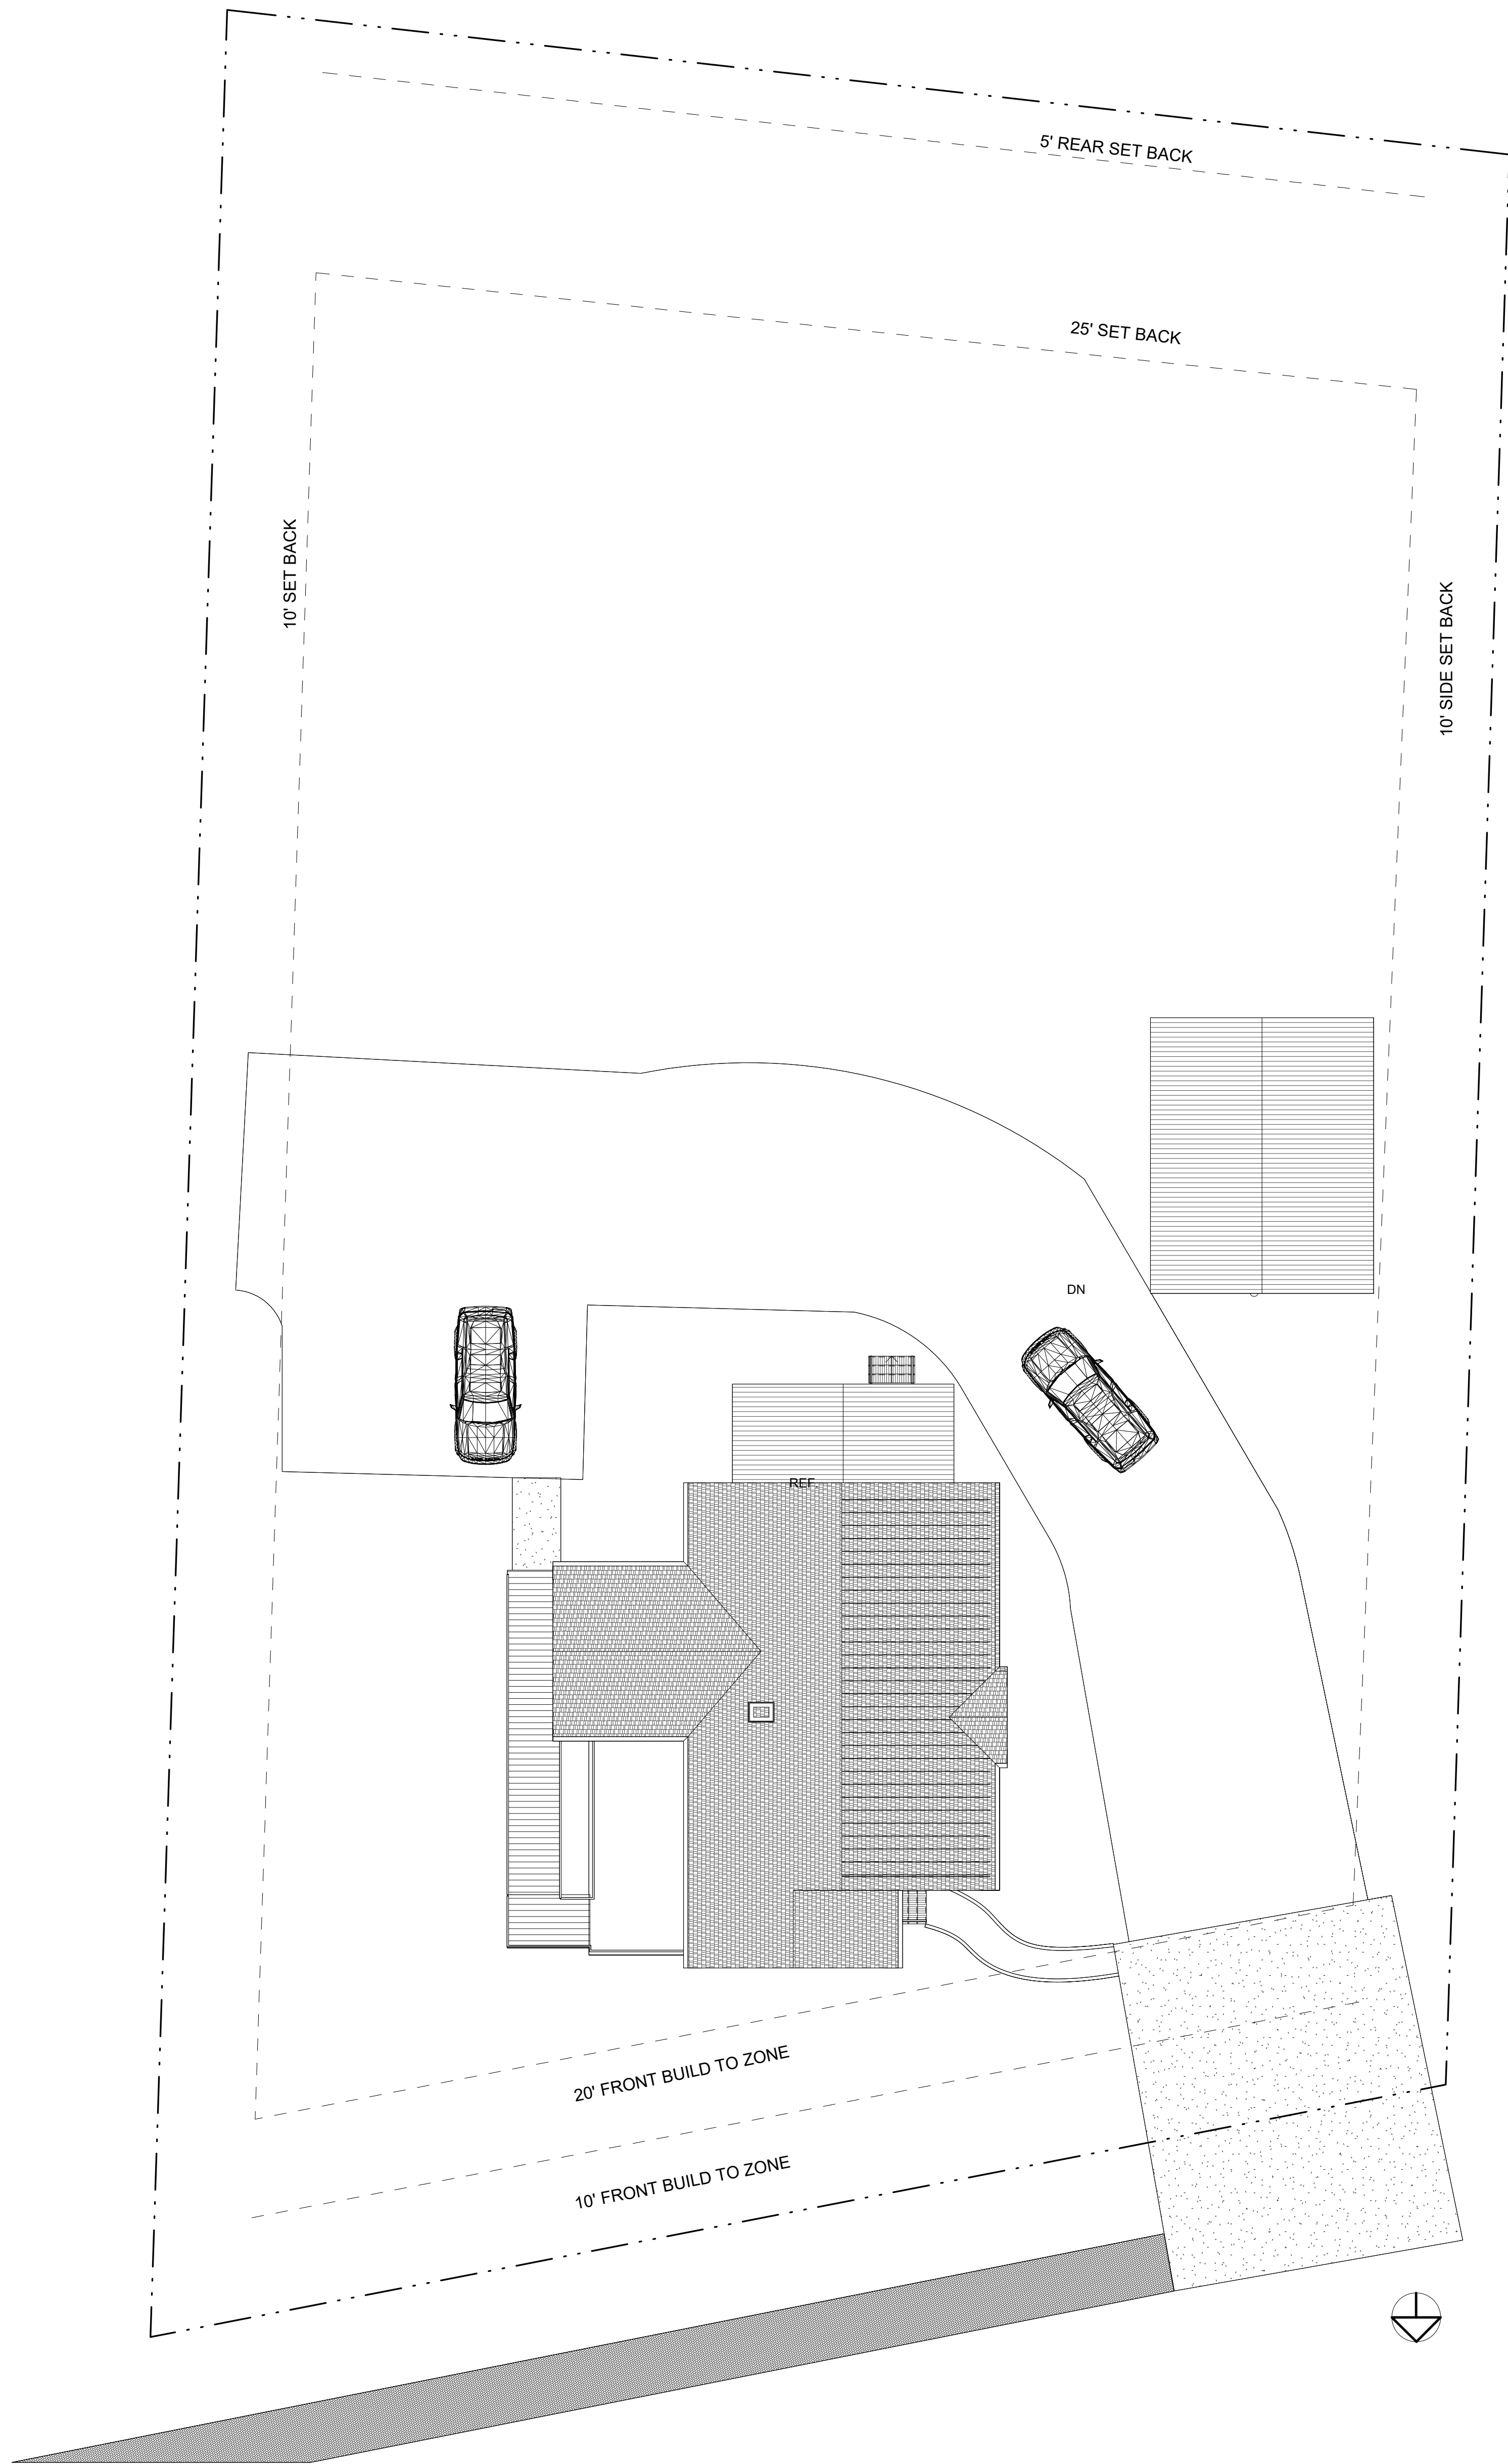 5' REAR SET BACK
25' SET BACK
10' SET BACK
10' SIDE SET BACK
DN
REF.
20' FRONT BUILD TO ZONE
10' FRONT BUILD TO ZONE